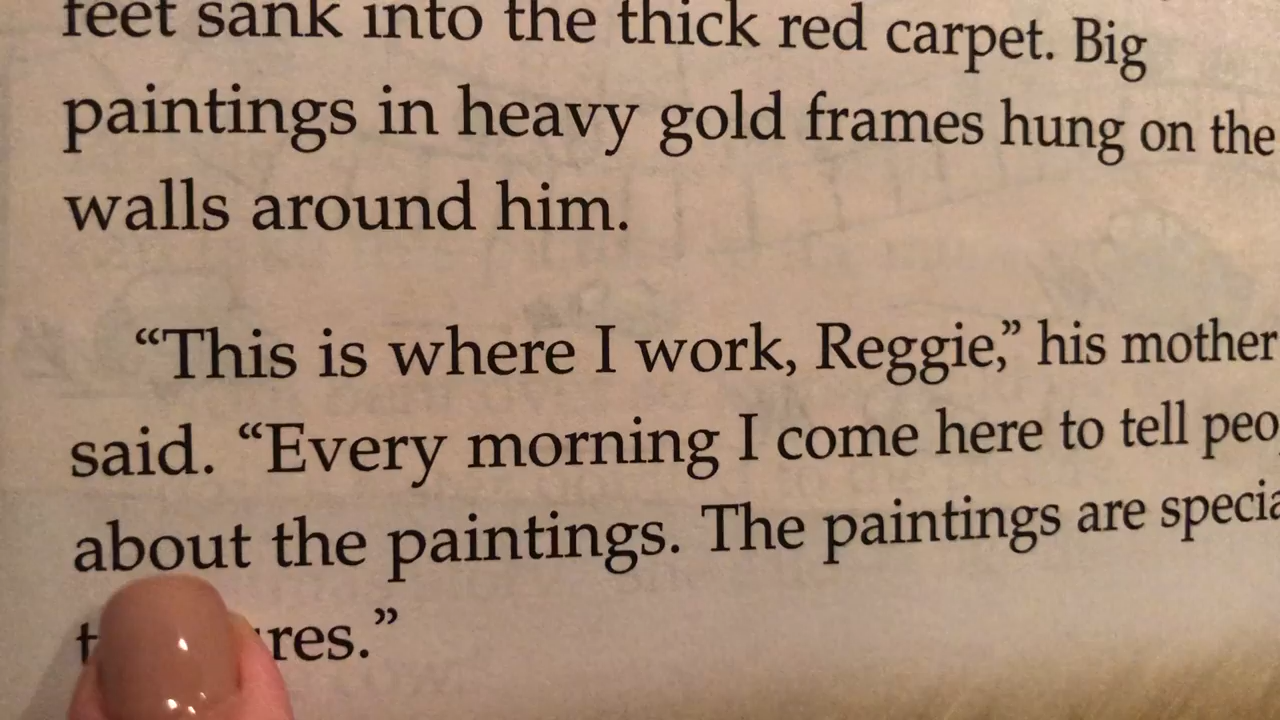 feet sank into the thick red carpet. Big
paintings in heavy gold frames hung on the
walls around him.
“This is where I work, Reggie,” his mother
said. “Every morning I come here to tell
about the paintings. The paintings are